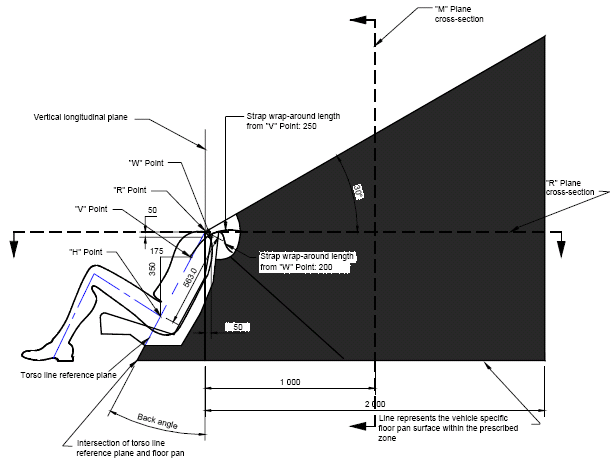 "M" Plane
cross-section
Vertical longitudinal plane
Strap wrap-around length
from "V" Point: 250
"W" Point
"R" Point
"V" Point
50
30°
"R" Plane
cross-section
"H" Point
175
350
563.0
Strap wrap-around length
from "W" Point: 200
50
Torso line reference plane
1 000
2 000
Back angle
Line represents the vehicle specific
floor pan surface within the prescribed
zone
Intersection of torso line
reference plane and floor pan